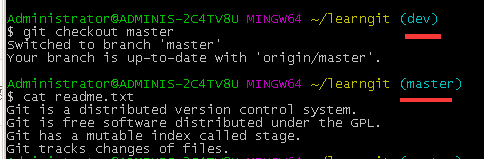 Administrator@ADMINIS-2C4TV8U MINGW64 ~/learngit (dev)
$ git checkout master
Switched to branch 'master'
Your branch is up-to-date with 'origin/master'.
Administrator@ADMINIS-2C4TV8U MINGW64 ~/learngit (master)
$ cat readme.txt
Git is a distributed version control system.
Git is free software distributed under the GPL.
Git has a mutable index called stage.
Git tracks changes of files.